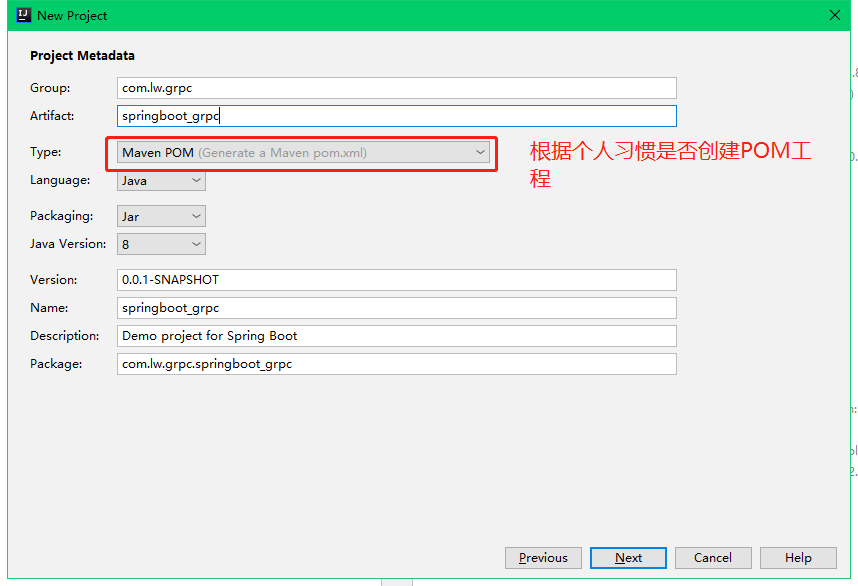 New Project
Project Metadata
Group: com.lw.grpc
Artifact: springboot_grpc
Type: Maven POM (Generate a Maven pom.xml)
根据个人习惯是否创建POM工
程
Language: Java
Packaging: Jar
Java Version: 8
Version: 0.0.1-SNAPSHOT
Name: springboot_grpc
Description: Demo project for Spring Boot
Package: com.lw.grpc.springboot_grpc
Previous Next Cancel Help